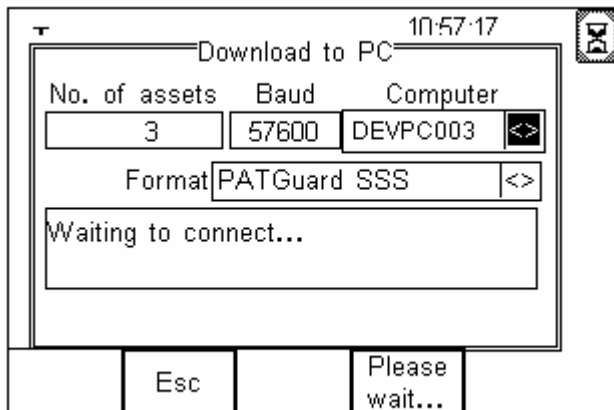 10:57:17
Download to PC
No. of assets Baud Computer
3 57600 DEVPC003 <>
Format PATGuard SSS <>
Waiting to connect...
Esc Please
wait...